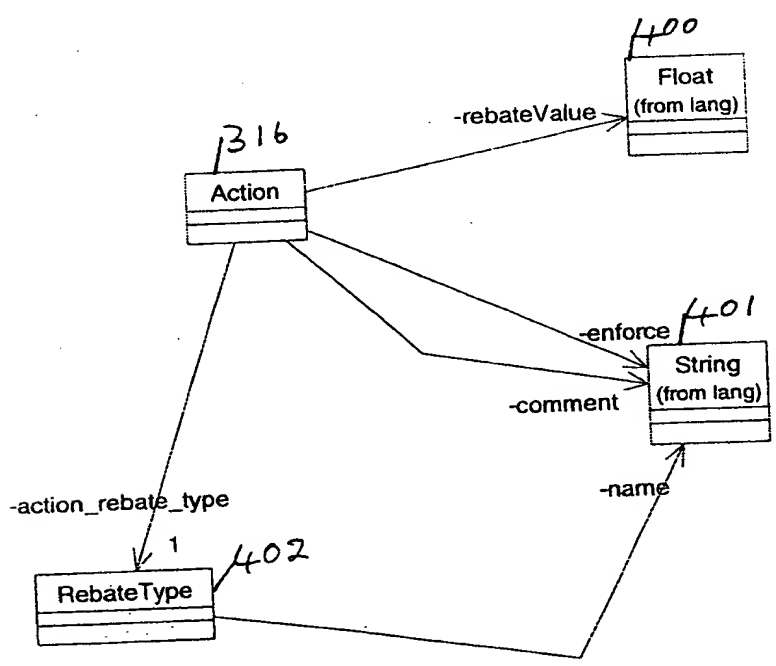 400
Float
(from lang)
-rebateValue
316
Action
401
-enforce
String
(from lang)
-comment
-name
-action_rebate_type
1
402
RebateType